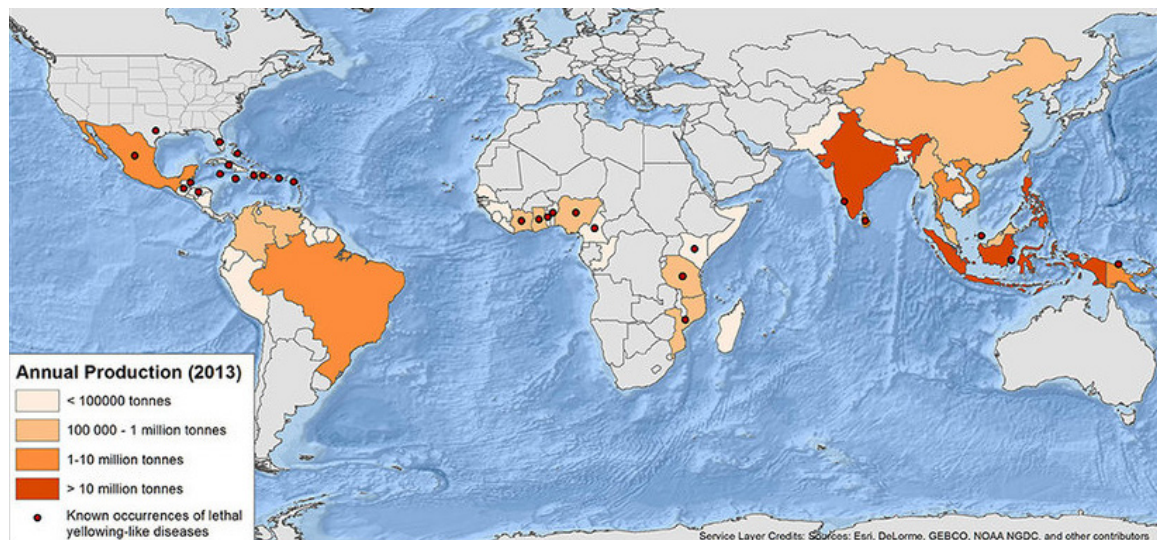 Annual Production (2013)
< 100000 tonnes
100 000 - 1 million tonnes
1-10 million tonnes
> 10 million tonnes
Known occurrences of lethal
yellowing-like diseases
Service Layer Credits: Sources: Esri, DeLorme, GEBCO, NOAA NGDC, and other contributors